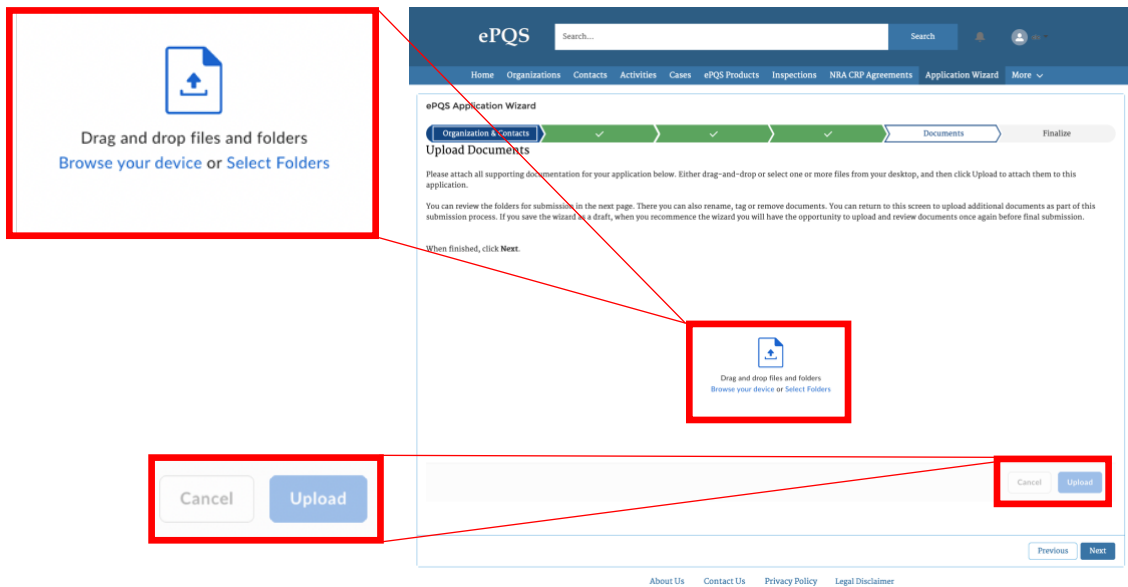 Drag and drop files and folders
Browse your device or Select Folders
ePQS
Search...
Search
Home Organizations Contacts Activities Cases ePQS Products Inspections NRA CRP Agreements Application Wizard More
ePQS Application Wizard
Organization & Contacts
Documents
Finalize
Upload Documents
Please attach all supporting documentation for your application below. Either drag-and-drop or select one or more files from your desktop, and then click Upload to attach them to this
application.
You can review the folders for submission in the next page. There you can also rename, tag or remove documents. You can return to this screen to upload additional documents as part of this
submission process. If you save the wizard as a draft, when you recommence the wizard you will have the opportunity to upload and review documents once again before final submission.
When finished, click Next.
Drag and drop files and folders
Browse your device or Select Folders
Cancel Upload
Cancel Upload
Previous Next
About Us Contact Us Privacy Policy Legal Disclaimer